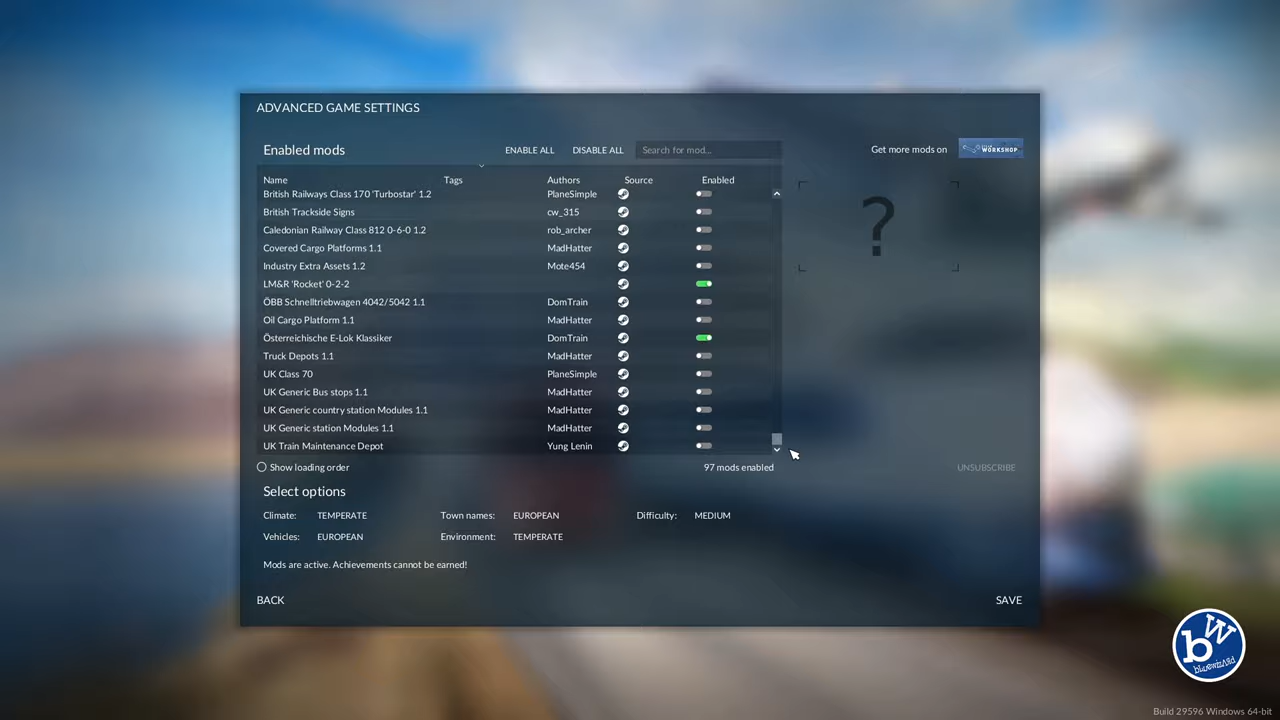 ADVANCED GAME SETTINGS
Enabled mods ENABLE ALL DISABLE ALL Search for mod... Get more mods on WORKSHOP
Name Tags Authors Source Enabled
British Railways Class 170 'Turbostar' 1.2 PlaneSimple
British Trackside Signs cw_315
Caledonian Railway Class 812 0-6-0 1.2 rob_archer
Covered Cargo Platforms 1.1 MadHatter
Industry Extra Assets 1.2 Mote454
LM&R 'Rocket' 0-2-2
ÖBB Schnelltriebwagen 4042/5042 1.1 DomTrain
Oil Cargo Platform 1.1 MadHatter
Österreichische E-Lok Klassiker DomTrain
Truck Depots 1.1 MadHatter
UK Class 70 PlaneSimple
UK Generic Bus stops 1.1 MadHatter
UK Generic country station Modules 1.1 MadHatter
UK Generic station Modules 1.1 MadHatter
UK Train Maintenance Depot Yung Lenin
?
Show loading order 97 mods enabled UNSUBSCRIBE
Select options
Climate: TEMPERATE Town names: EUROPEAN Difficulty: MEDIUM
Vehicles: EUROPEAN Environment: TEMPERATE
Mods are active. Achievements cannot be earned!
BACK SAVE
bW
bluewizard
Build 29596 Windows 64-bit